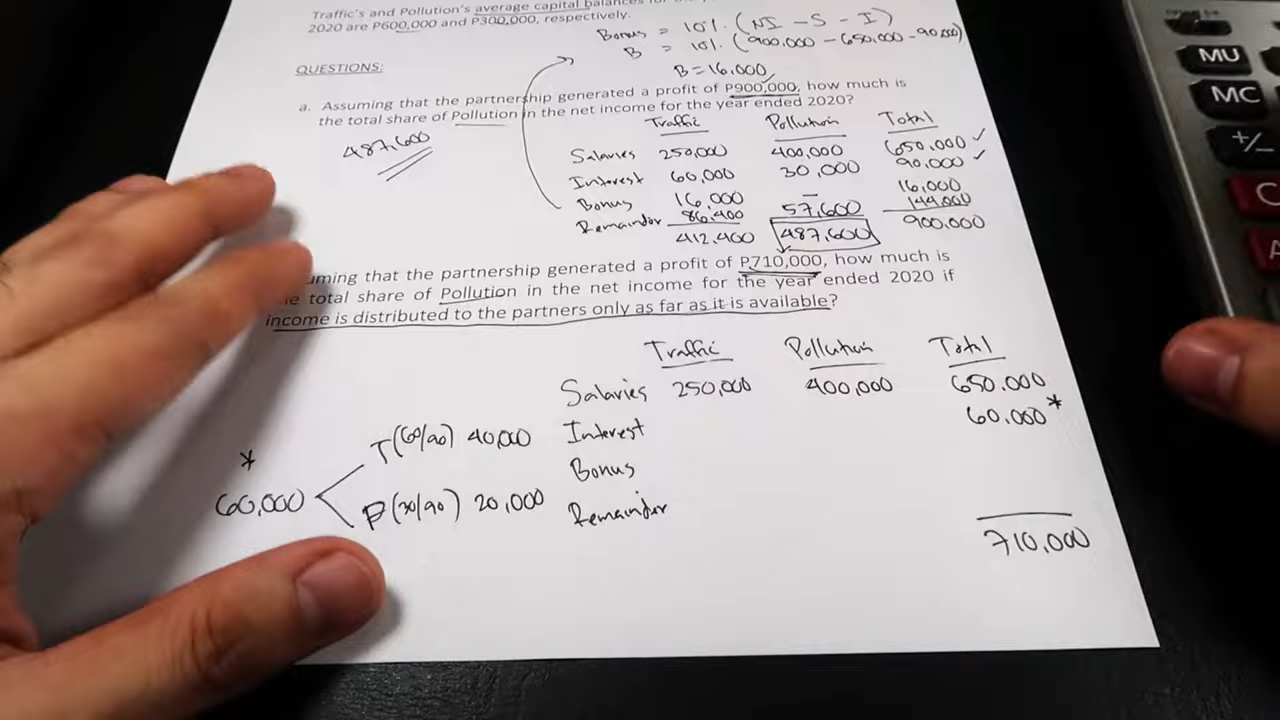 Traffic's and Pollution's average capital balances for the
2020 are P600,000 and P300,000, respectively.
Bonus = 10% (NI - S - I)
B = 10% (900,000 - 650,000 - 90,000)
B = 16,000
QUESTIONS:
a. Assuming that the partnership generated a profit of P900,000, how much is
the total share of Pollution in the net income for the year ended 2020?
487,600
Traffic Pollution Total
Salaries 250,000 400,000 650,000 ✓
Interest 60,000 30,000 90,000 ✓
Bonus 16,000 — 16,000
Remainder 86,400 57,600 144,000
412,400 487,600 900,000
uming that the partnership generated a profit of P710,000, how much is
total share of Pollution in the net income for the year ended 2020 if
income is distributed to the partners only as far as it is available?
Traffic Pollution Total
Salaries 250,000 400,000 650,000
Interest 60,000 *
Bonus
Remainder
710,000
*
60,000
T (60/90) 40,000
P (30/90) 20,000
MU
MC
+/-
C
A